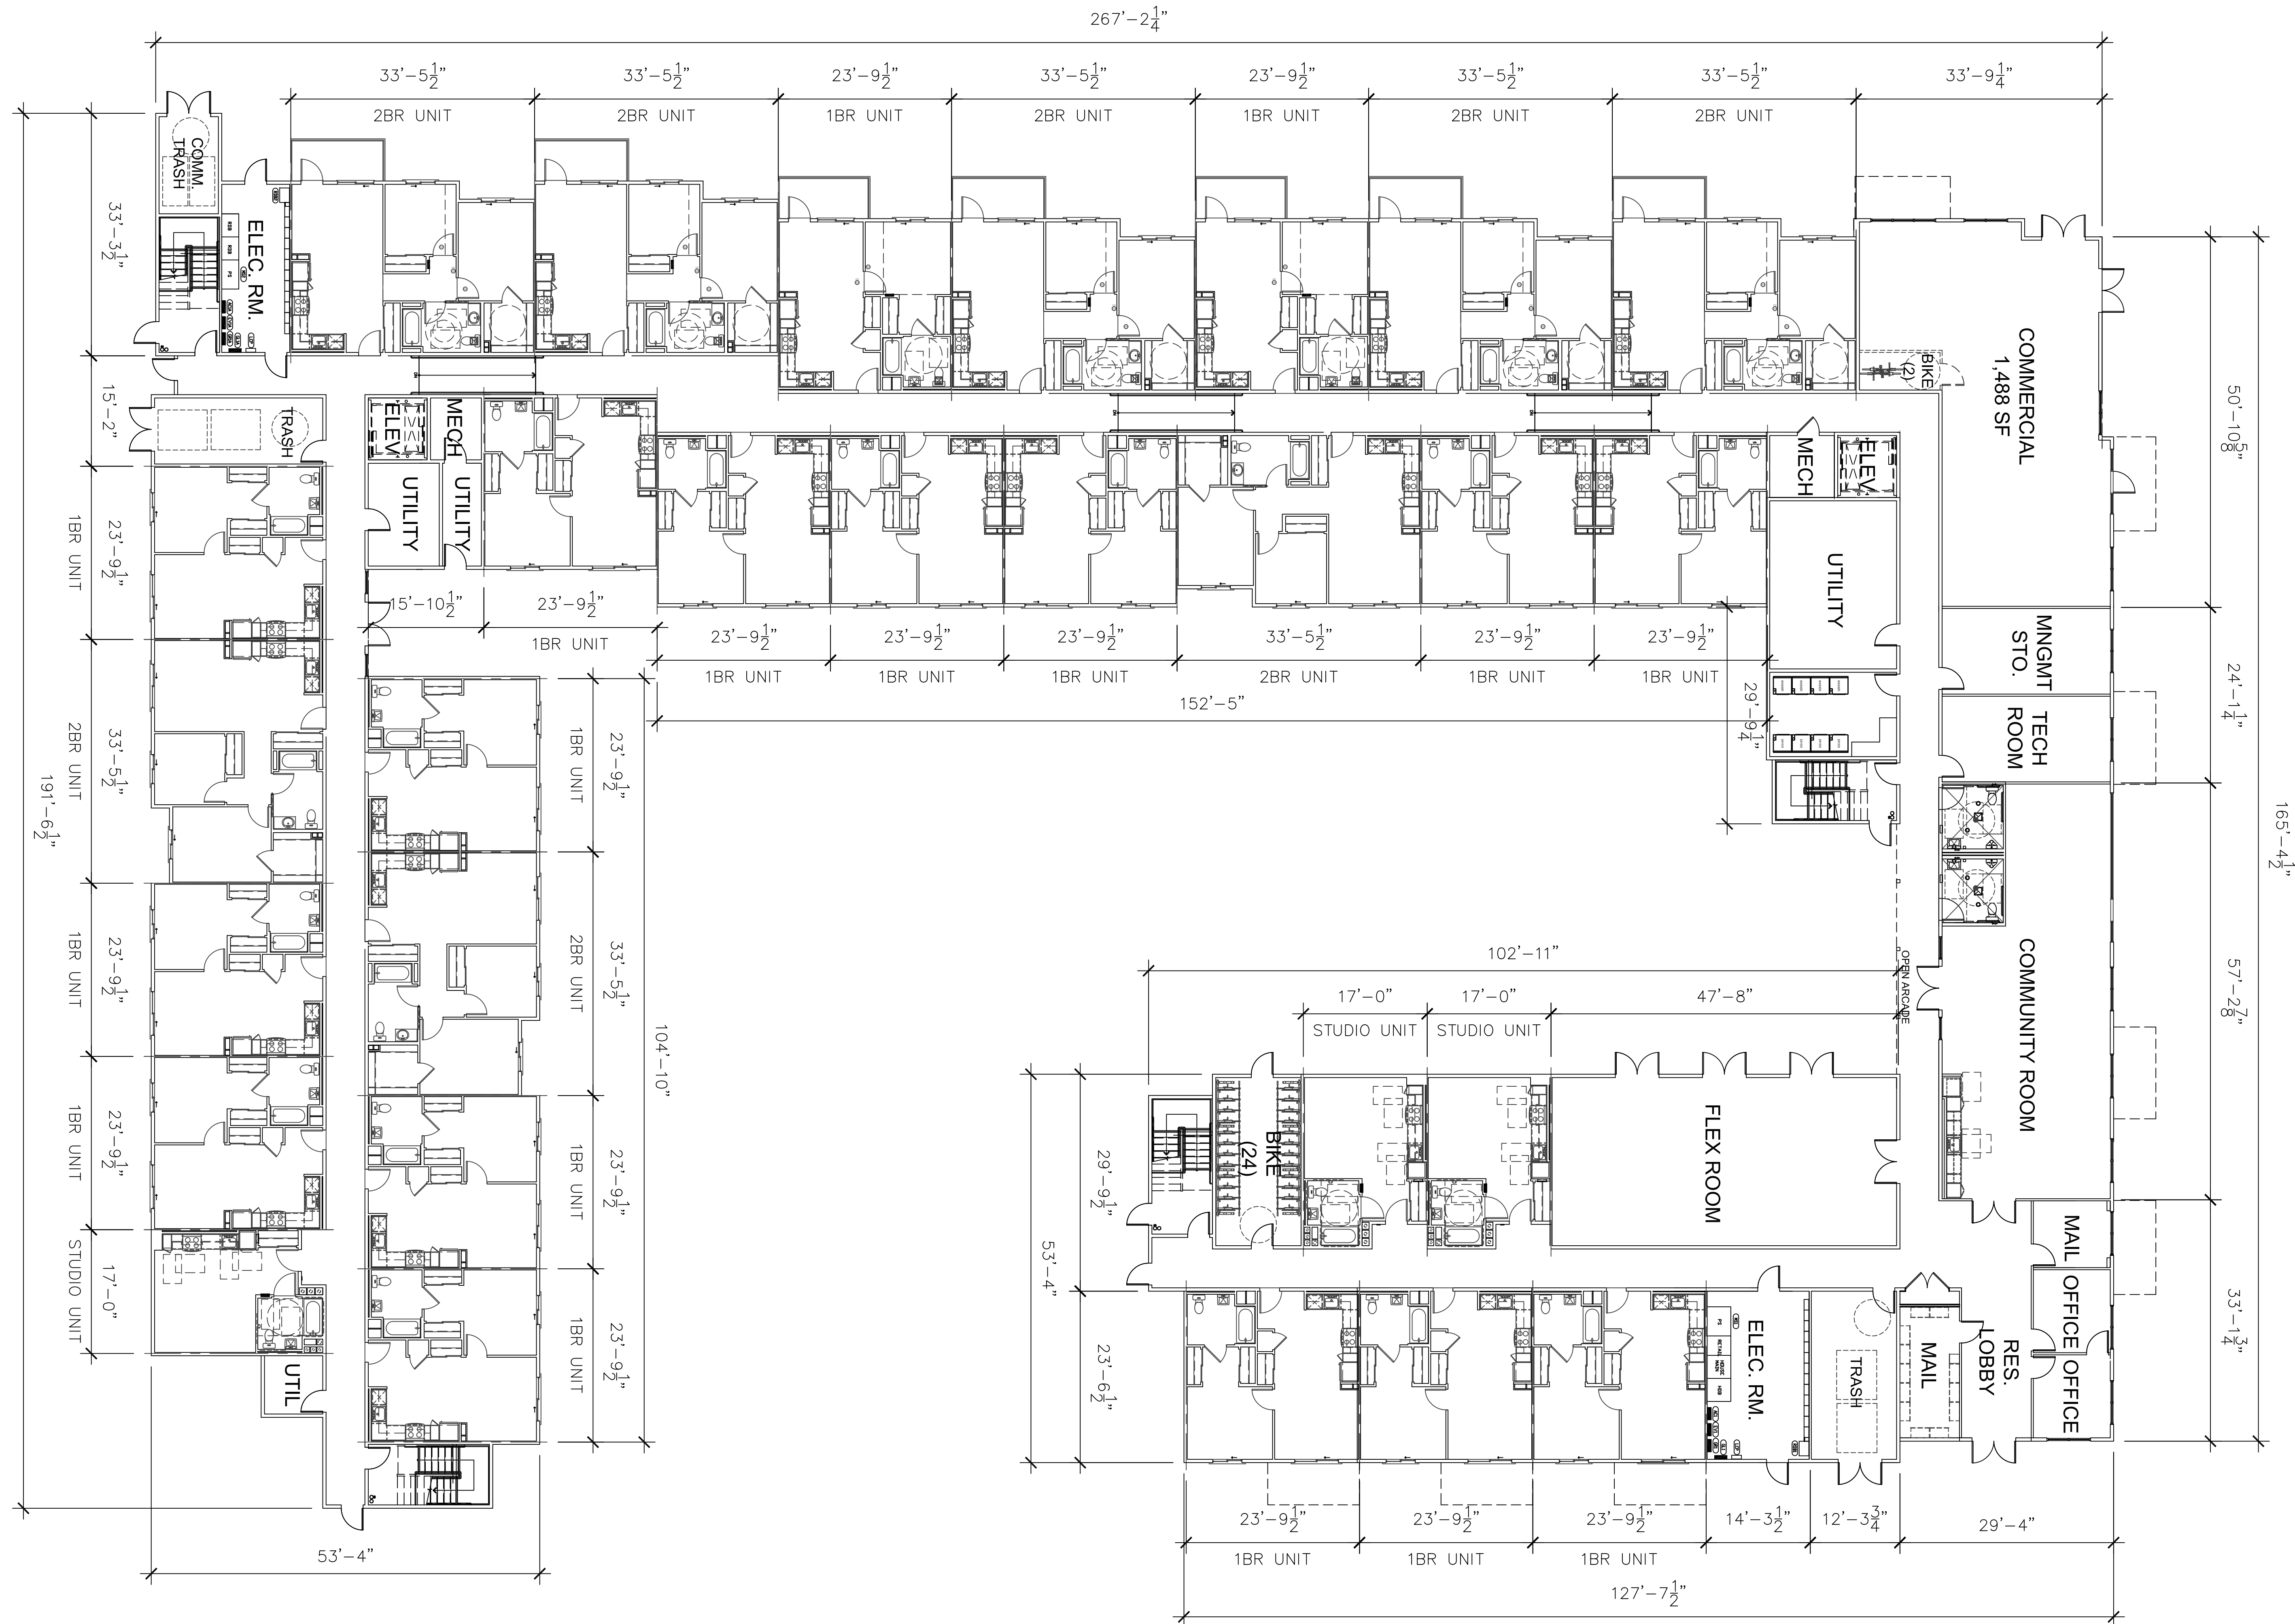 267'-2 1/4"
33'-5 1/2"
33'-5 1/2"
23'-9 1/2"
33'-5 1/2"
23'-9 1/2"
33'-5 1/2"
33'-5 1/2"
33'-9 1/4"
2BR UNIT
2BR UNIT
1BR UNIT
2BR UNIT
1BR UNIT
2BR UNIT
2BR UNIT
COMM.
TRASH
ELEC. RM.
33'-3 1/2"
15'-2"
TRASH
ELEV
MECH
UTILITY
UTILITY
BIKE
(2)
COMMERCIAL
1,488 SF
50'-10 5/8"
MECH
ELEV
UTILITY
15'-10 1/2"
23'-9 1/2"
1BR UNIT
23'-9 1/2"
23'-9 1/2"
23'-9 1/2"
33'-5 1/2"
23'-9 1/2"
23'-9 1/2"
1BR UNIT
1BR UNIT
1BR UNIT
2BR UNIT
1BR UNIT
1BR UNIT
152'-5"
29'-9 1/4"
MNGMT
STO.
TECH
ROOM
24'-1 1/4"
165'-4 1/2"
23'-9 1/2"
1BR UNIT
33'-5 1/2"
2BR UNIT
191'-6 1/2"
23'-9 1/2"
1BR UNIT
23'-9 1/2"
1BR UNIT
17'-0"
STUDIO UNIT
UTIL
53'-4"
23'-9 1/2"
1BR UNIT
33'-5 1/2"
2BR UNIT
104'-10"
23'-9 1/2"
1BR UNIT
23'-9 1/2"
1BR UNIT
102'-11"
17'-0"
17'-0"
47'-8"
STUDIO UNIT
STUDIO UNIT
OPEN ARCADE
COMMUNITY ROOM
57'-2 7/8"
BIKE
(24)
FLEX ROOM
29'-9 1/2"
53'-4"
23'-6 1/2"
PS
RETAIL
HOUSE
MAIN
ELEC. RM.
TRASH
MAIL
RES.
LOBBY
MAIL
OFFICE
OFFICE
33'-1 3/4"
23'-9 1/2"
23'-9 1/2"
23'-9 1/2"
14'-3 1/2"
12'-3 3/4"
29'-4"
1BR UNIT
1BR UNIT
1BR UNIT
127'-7 1/2"